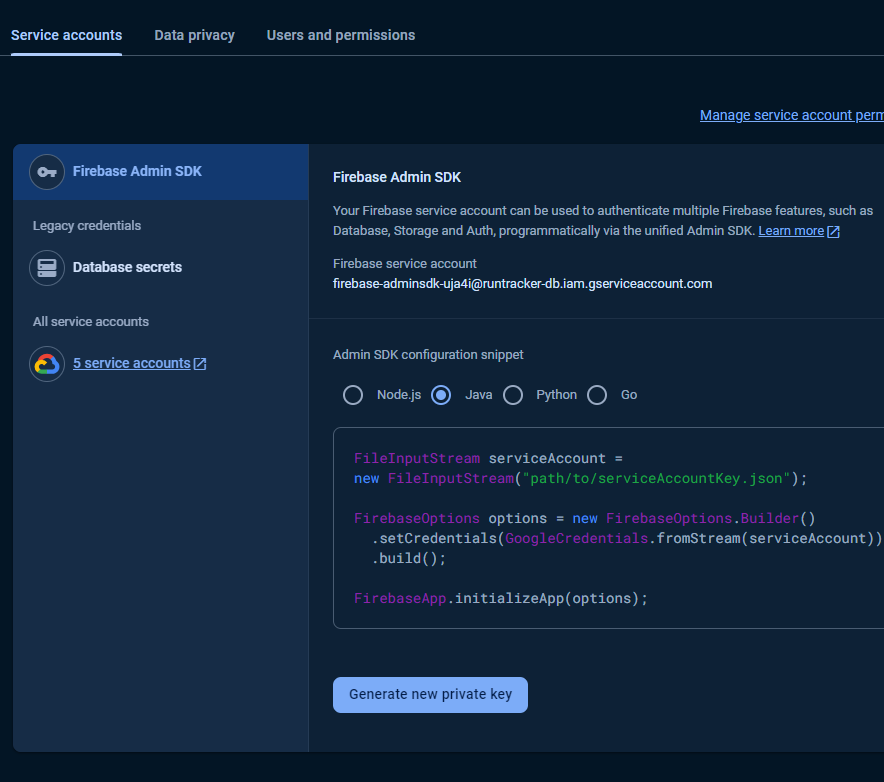 Service accounts
Data privacy
Users and permissions
Manage service account perm
Firebase Admin SDK
Legacy credentials
Database secrets
All service accounts
5 service accounts
Firebase Admin SDK
Your Firebase service account can be used to authenticate multiple Firebase features, such as
Database, Storage and Auth, programmatically via the unified Admin SDK. Learn more
Firebase service account
firebase-adminsdk-uja4i@runtracker-db.iam.gserviceaccount.com
Admin SDK configuration snippet
Node.js Java Python Go
FileInputStream serviceAccount =
new FileInputStream("path/to/serviceAccountKey.json");
FirebaseOptions options = new FirebaseOptions.Builder()
.setCredentials(GoogleCredentials.fromStream(serviceAccount))
.build();
FirebaseApp.initializeApp(options);
Generate new private key